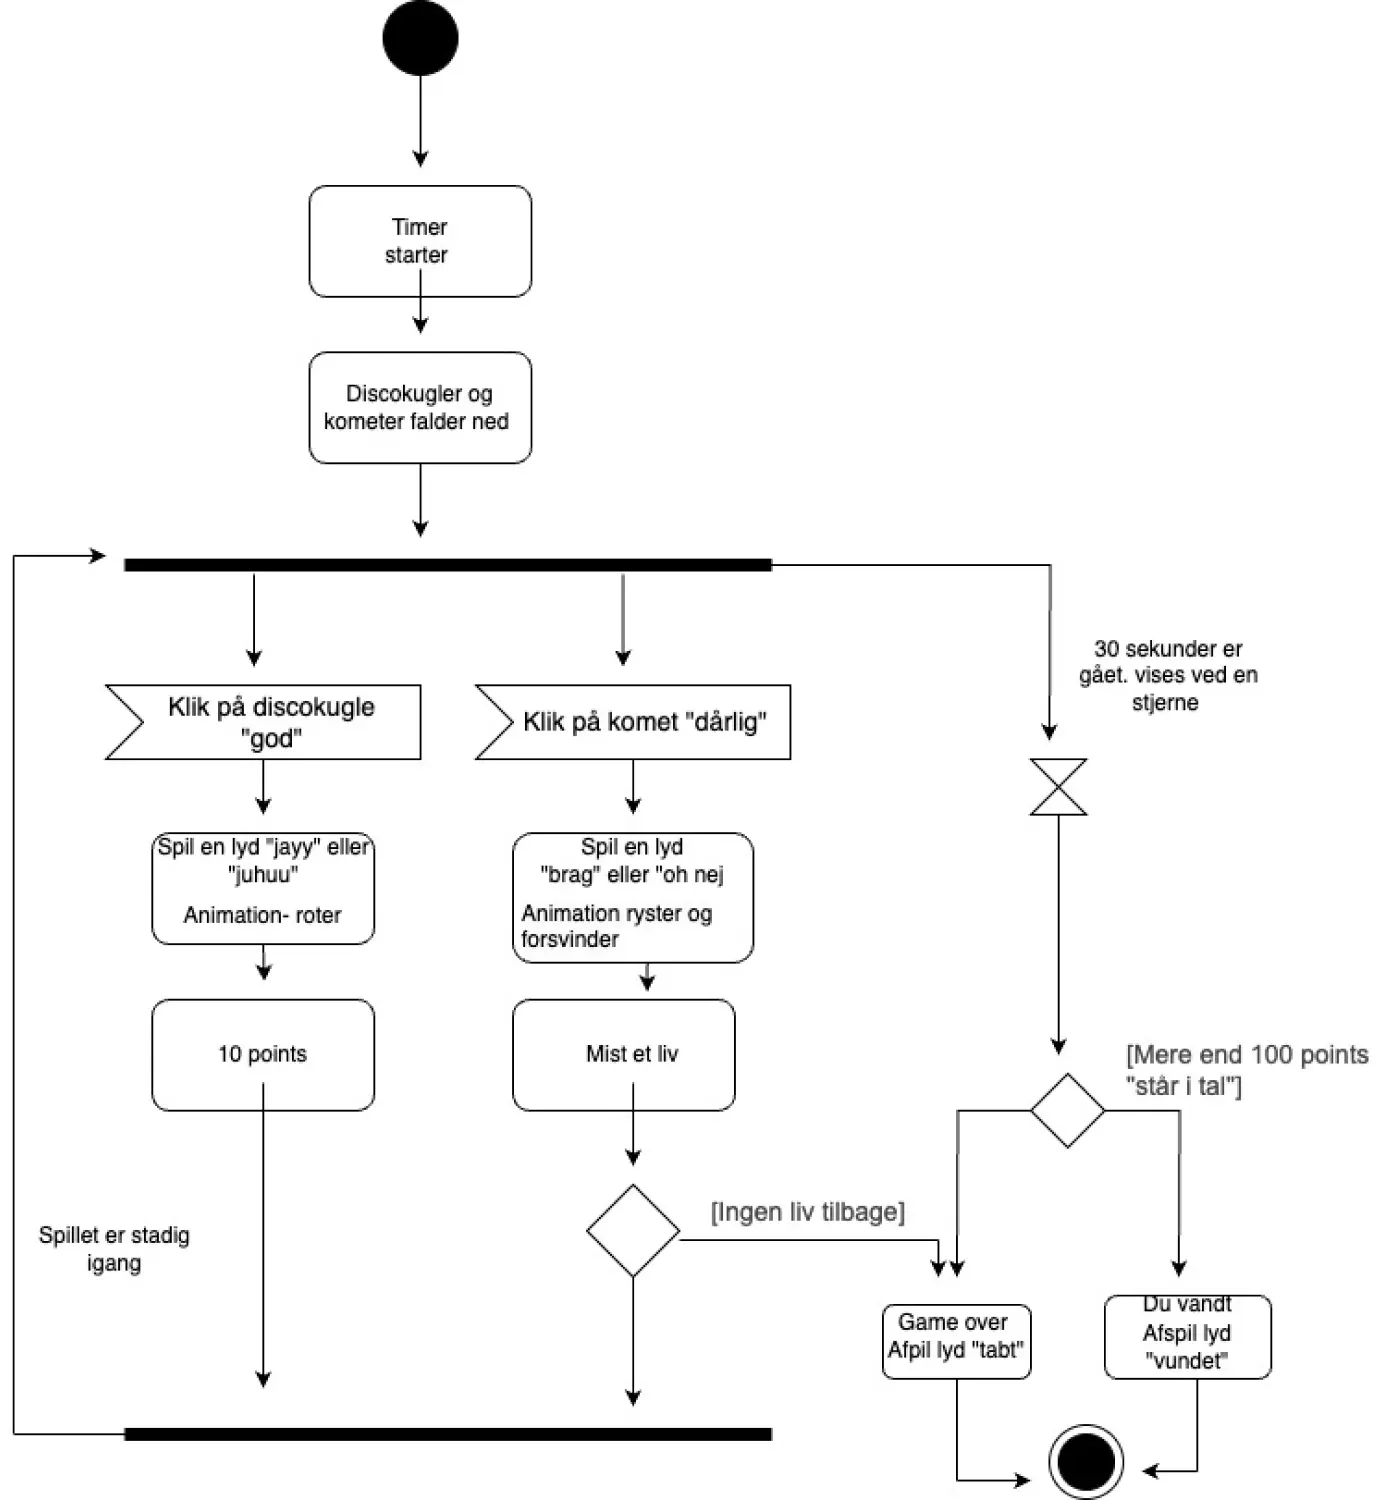 Timer
starter
Discokugler og
kometer falder ned
30 sekunder er
gået. vises ved en
stjerne
Klik på discokugle
"god"
Klik på komet "dårlig"
Spil en lyd "jayy" eller
"juhuu"
Animation- roter
Spil en lyd
"brag" eller "oh nej
Animation ryster og
forsvinder
10 points
Mist et liv
[Mere end 100 points
"står i tal"]
[Ingen liv tilbage]
Spillet er stadig
igang
Game over
Afpil lyd "tabt"
Du vandt
Afspil lyd
"vundet"